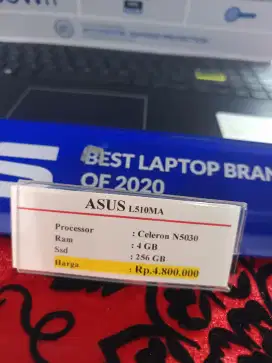 BEST LAPTOP BRAN
OF 2020
ASUS L510MA
Processor : Celeron N5030
Ram : 4 GB
Ssd : 256 GB
Harga : Rp.4.800.000